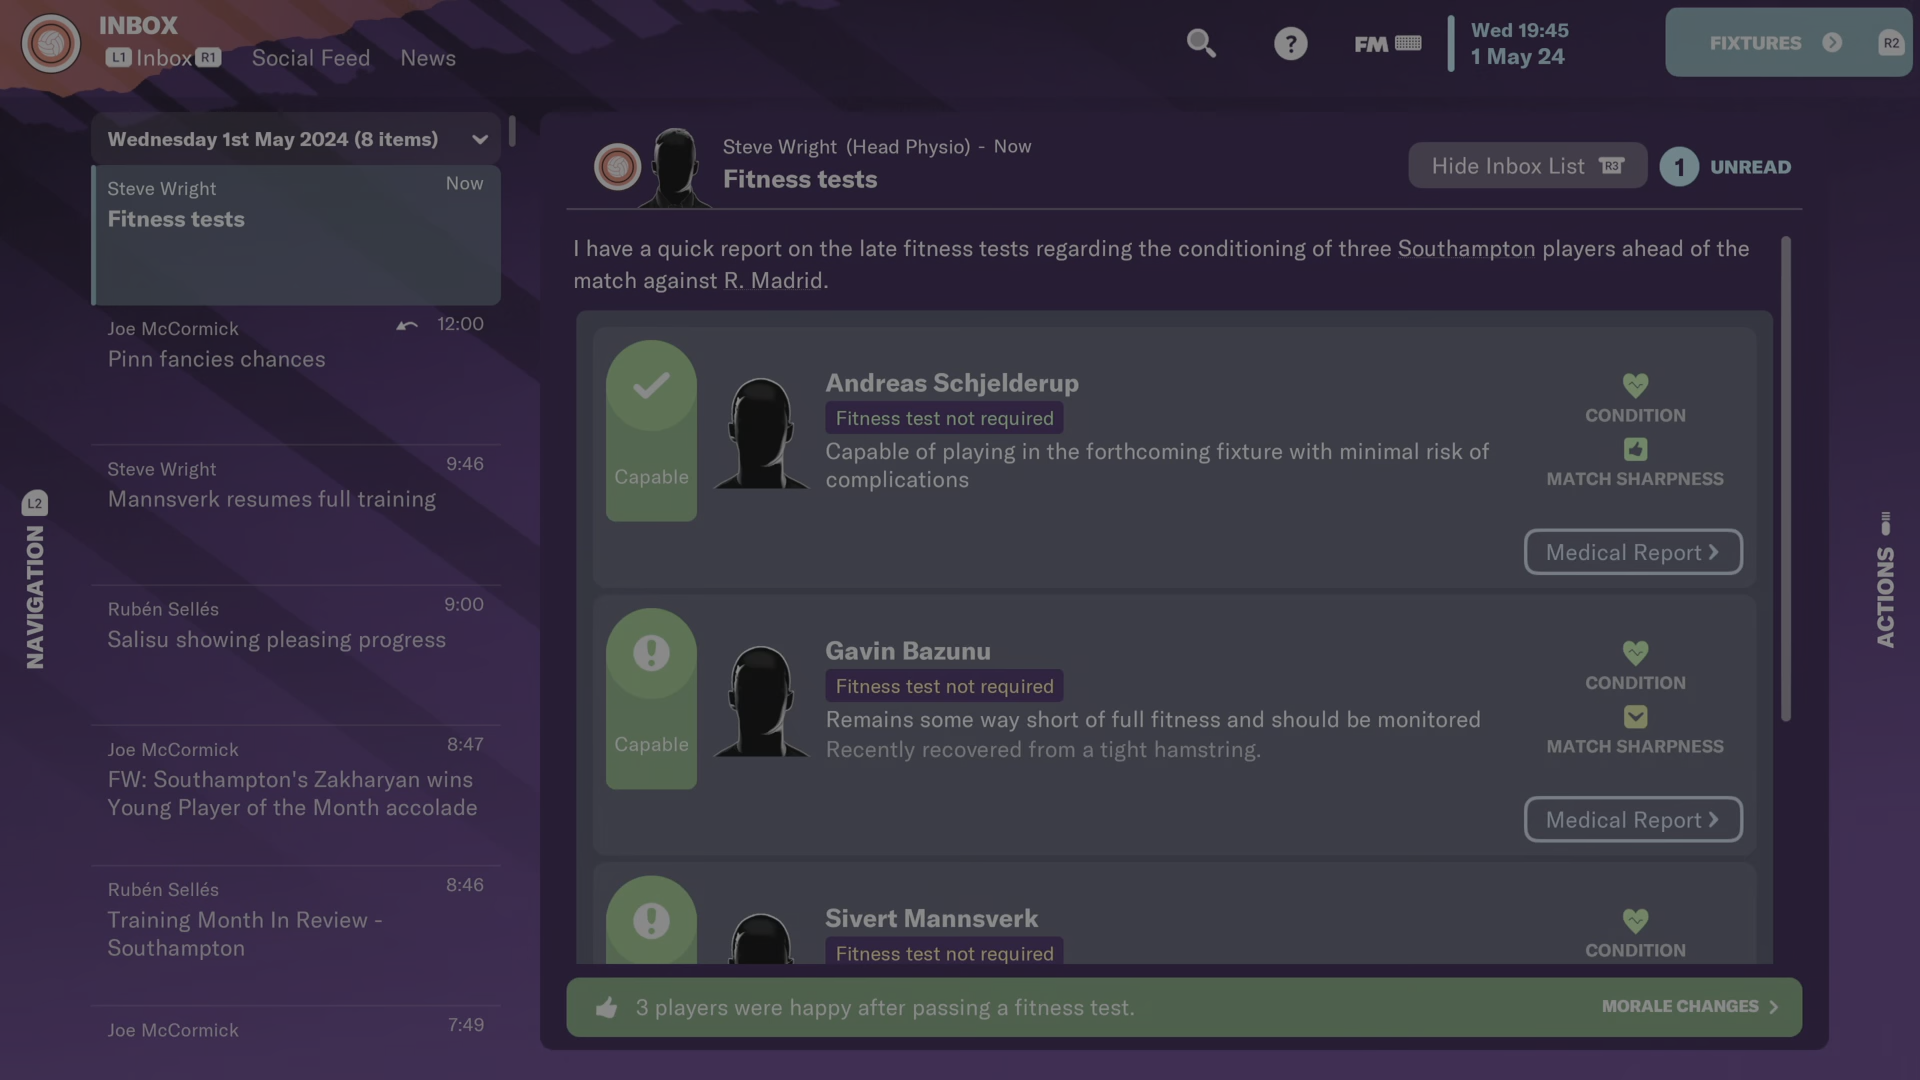 INBOX
L1 Inbox R1 Social Feed News
FM
Wed 19:45
1 May 24
FIXTURES R2
Wednesday 1st May 2024 (8 items)
Steve Wright Now
Fitness tests
Joe McCormick 12:00
Pinn fancies chances
Steve Wright 9:46
Mannsverk resumes full training
Rubén Sellés 9:00
Salisu showing pleasing progress
Joe McCormick 8:47
FW: Southampton's Zakharyan wins
Young Player of the Month accolade
Rubén Sellés 8:46
Training Month In Review -
Southampton
Joe McCormick 7:49
L2
NAVIGATION
Steve Wright (Head Physio) - Now
Fitness tests
Hide Inbox List R3
1 UNREAD
I have a quick report on the late fitness tests regarding the conditioning of three Southampton players ahead of the
match against R. Madrid.
Capable
Andreas Schjelderup
Fitness test not required
Capable of playing in the forthcoming fixture with minimal risk of
complications
CONDITION
MATCH SHARPNESS
Medical Report
Capable
Gavin Bazunu
Fitness test not required
Remains some way short of full fitness and should be monitored
Recently recovered from a tight hamstring.
CONDITION
MATCH SHARPNESS
Medical Report
Sivert Mannsverk
Fitness test not required
CONDITION
3 players were happy after passing a fitness test.
MORALE CHANGES
ACTIONS